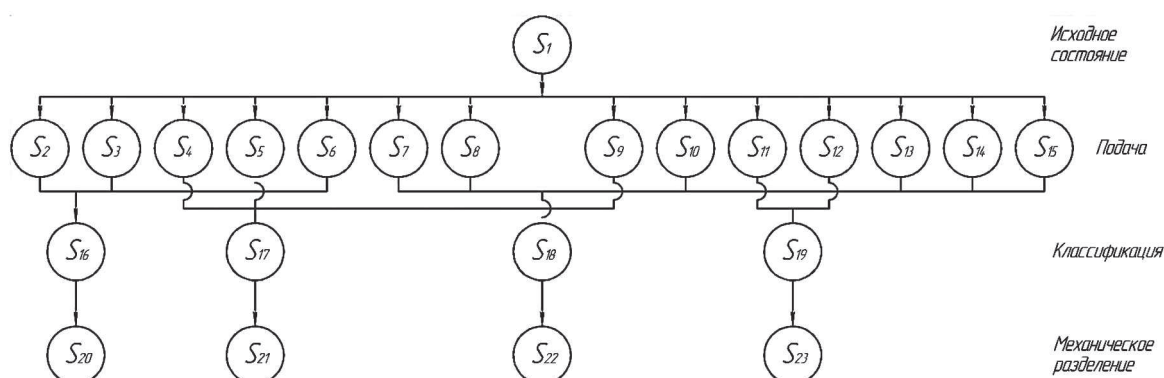 S1
Исходное
состояние
S2 S3 S4 S5 S6 S7 S8 S9 S10 S11 S12 S13 S14 S15
Подача
S16 S17 S18 S19
Классификация
S20 S21 S22 S23
Механическое
разделение